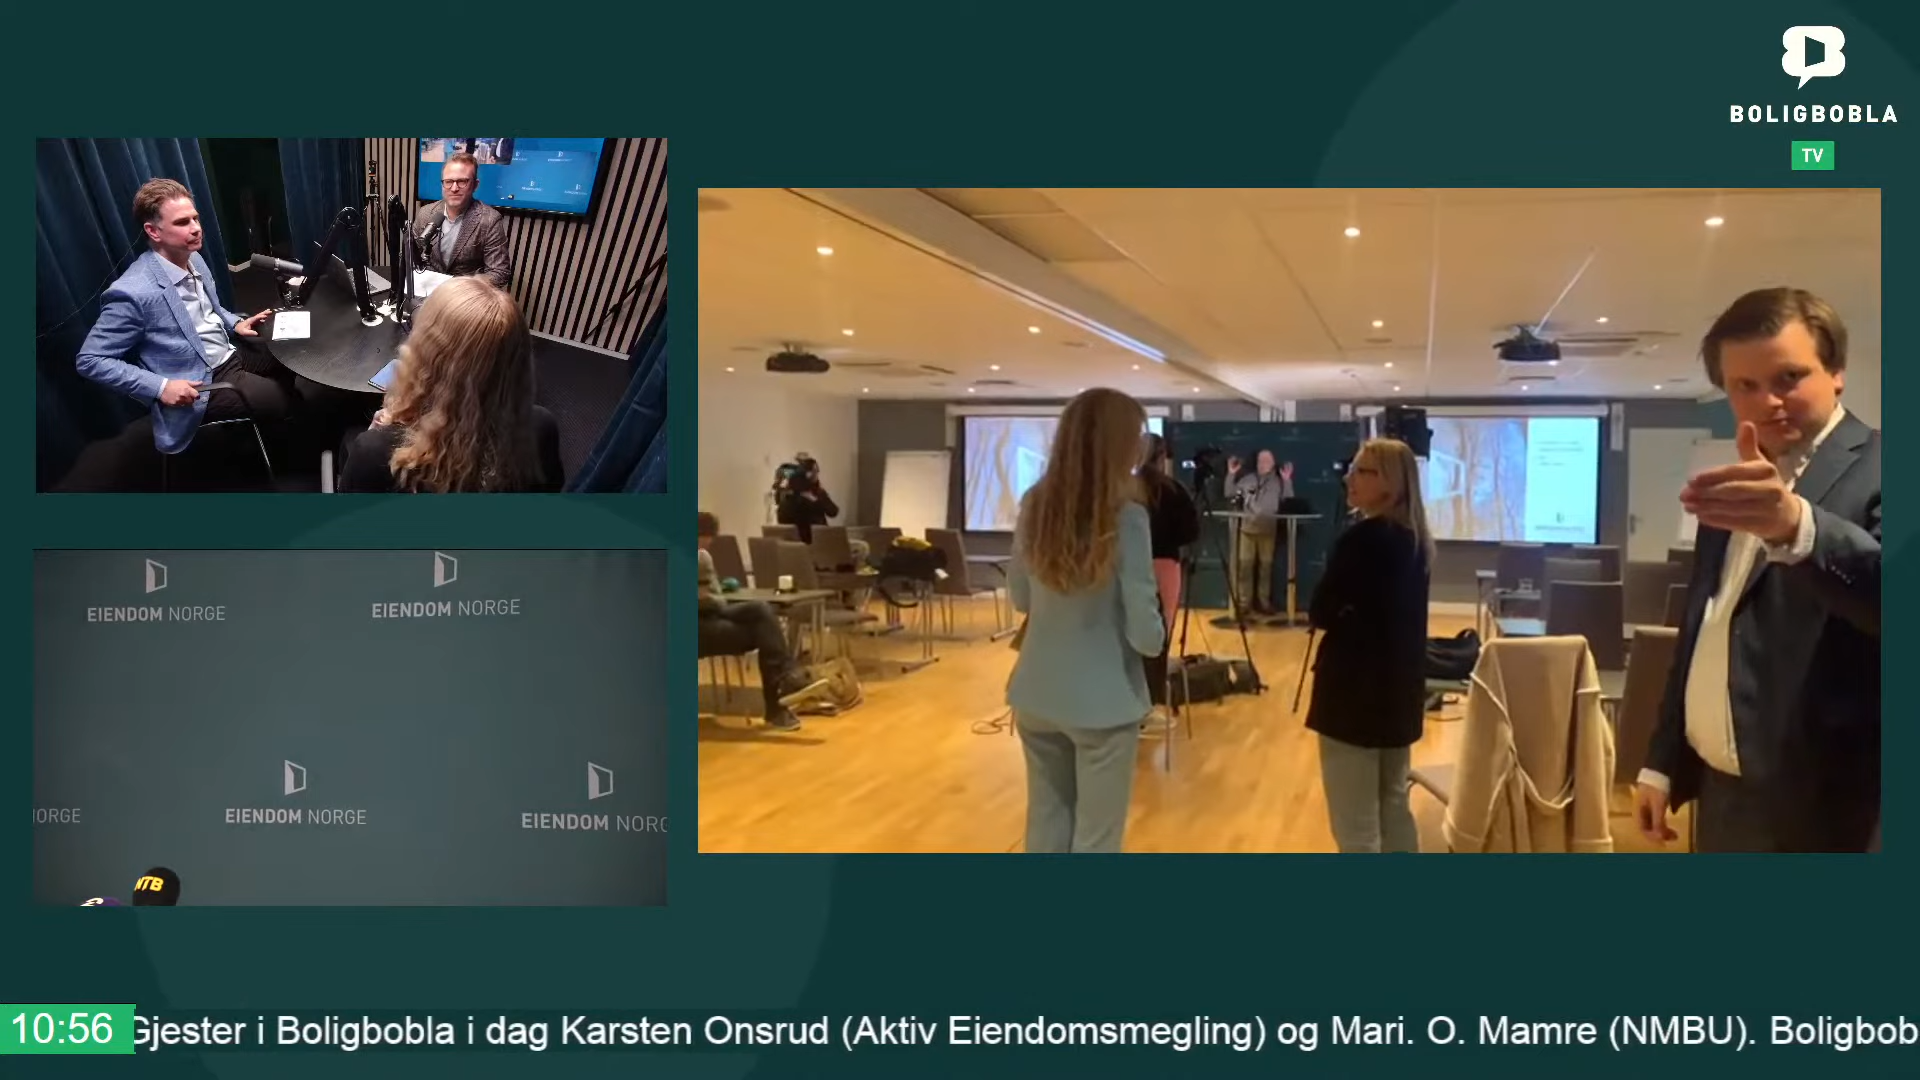 BOLIGBOBLA
TV
EIENDOM NORGE
EIENDOM NORGE
IORGE
EIENDOM NORGE
EIENDOM NORG
NTB
10:56
Gjester i Boligbobla i dag Karsten Onsrud (Aktiv Eiendomsmegling) og Mari. O. Mamre (NMBU). Boligbob